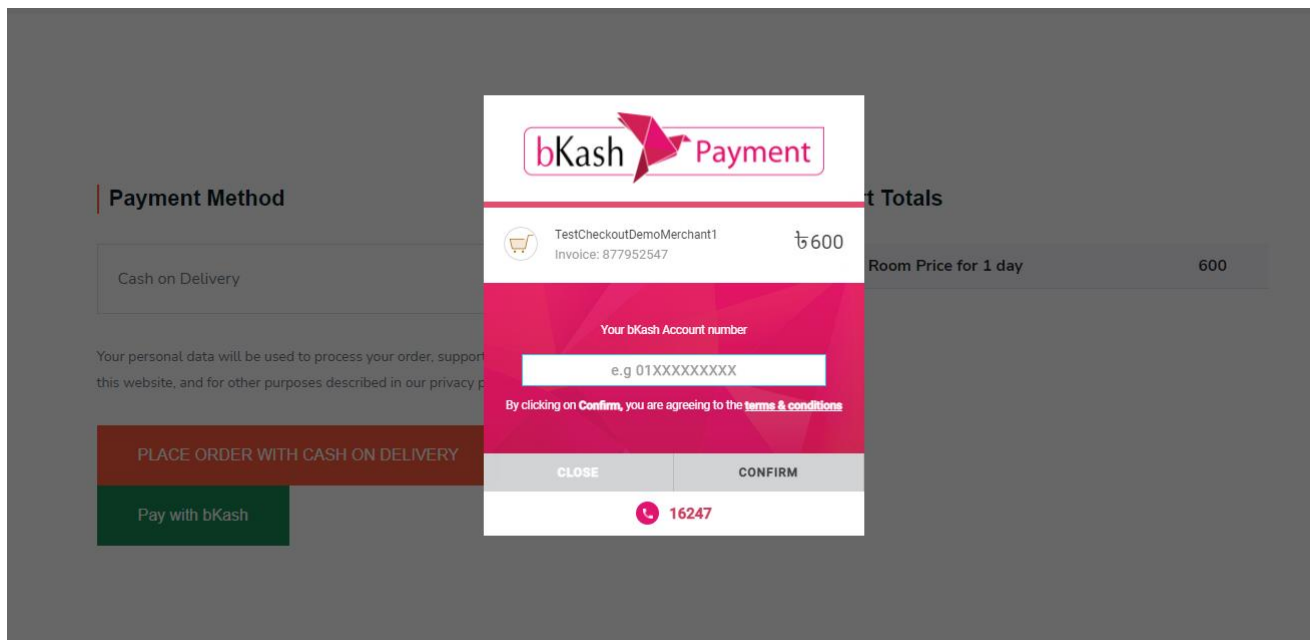 bKash Payment
Payment Method
t Totals
TestCheckoutDemoMerchant1
Invoice: 877952547
৳600
Cash on Delivery
Room Price for 1 day 600
Your bKash Account number
Your personal data will be used to process your order, support
e.g 01XXXXXXXXX
this website, and for other purposes described in our privacy p
By clicking on Confirm, you are agreeing to the terms & conditions
PLACE ORDER WITH CASH ON DELIVERY
CLOSE CONFIRM
Pay with bKash
16247